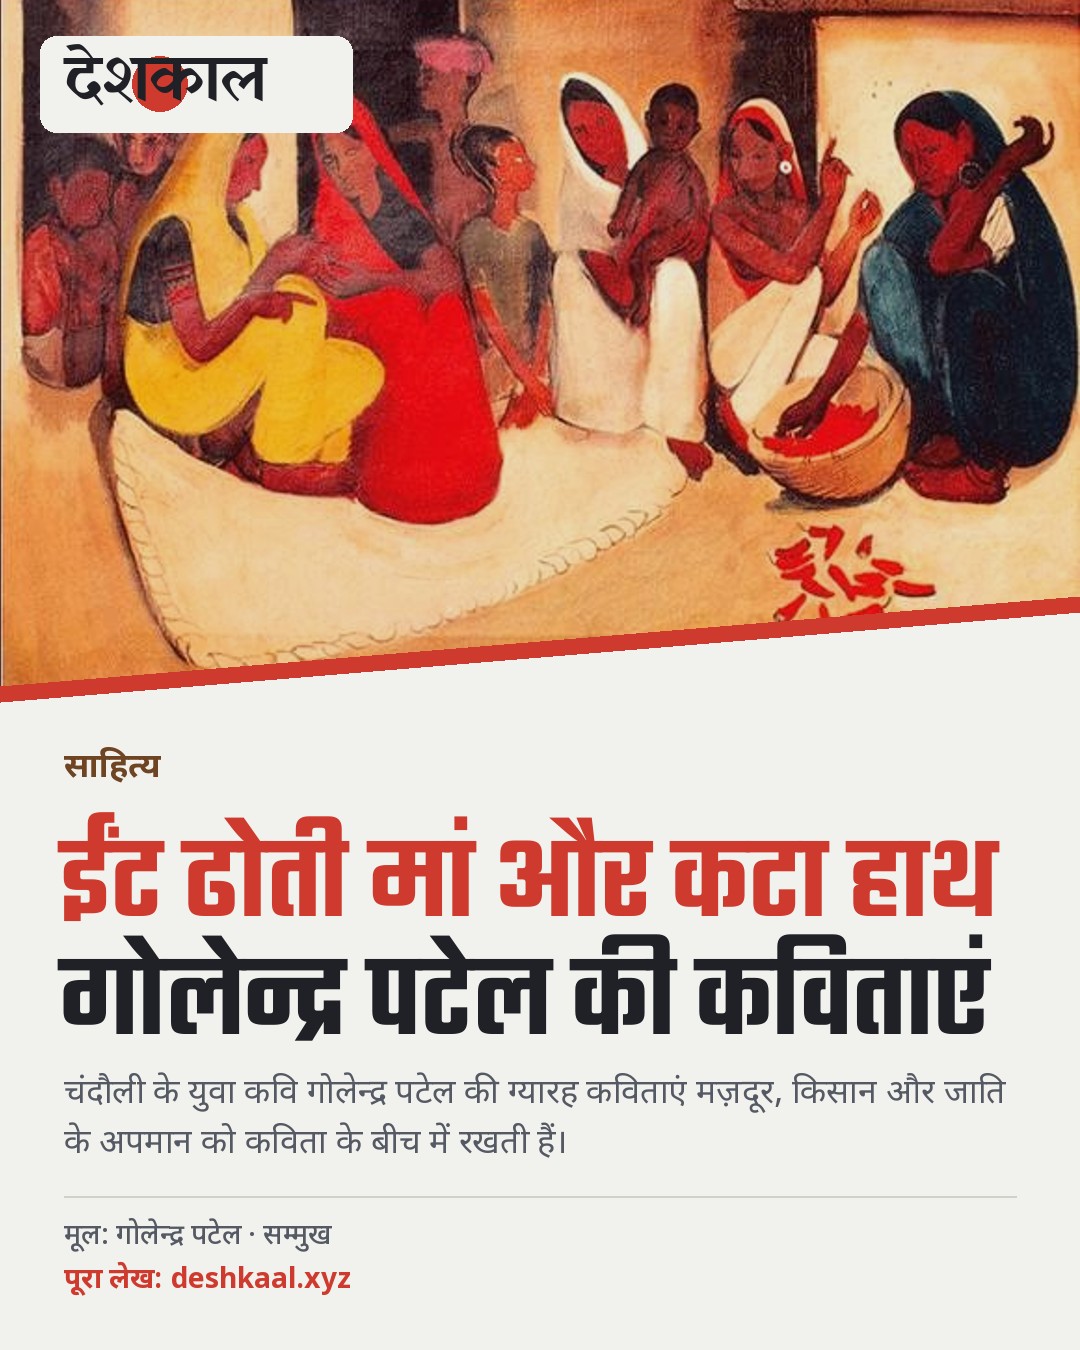 देशकाल
साहित्य
ईंट ढोती मां और कटा हाथ
गोलेन्द्र पटेल की कविताएं
चंदौली के युवा कवि गोलेन्द्र पटेल की ग्यारह कविताएं मज़दूर, किसान और जाति
के अपमान को कविता के बीच में रखती हैं।
मूल: गोलेन्द्र पटेल · सम्मुख
पूरा लेख: deshkaal.xyz